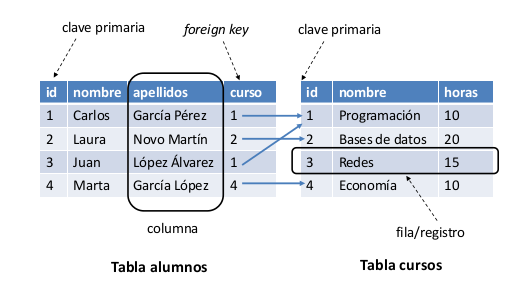 clave primaria
foreign key
clave primaria
id nombre apellidos curso
1 Carlos García Pérez 1
2 Laura Novo Martín 2
3 Juan López Álvarez 1
4 Marta García López 4
id nombre horas
1 Programación 10
2 Bases de datos 20
3 Redes 15
4 Economía 10
columna
fila/registro
Tabla alumnos
Tabla cursos